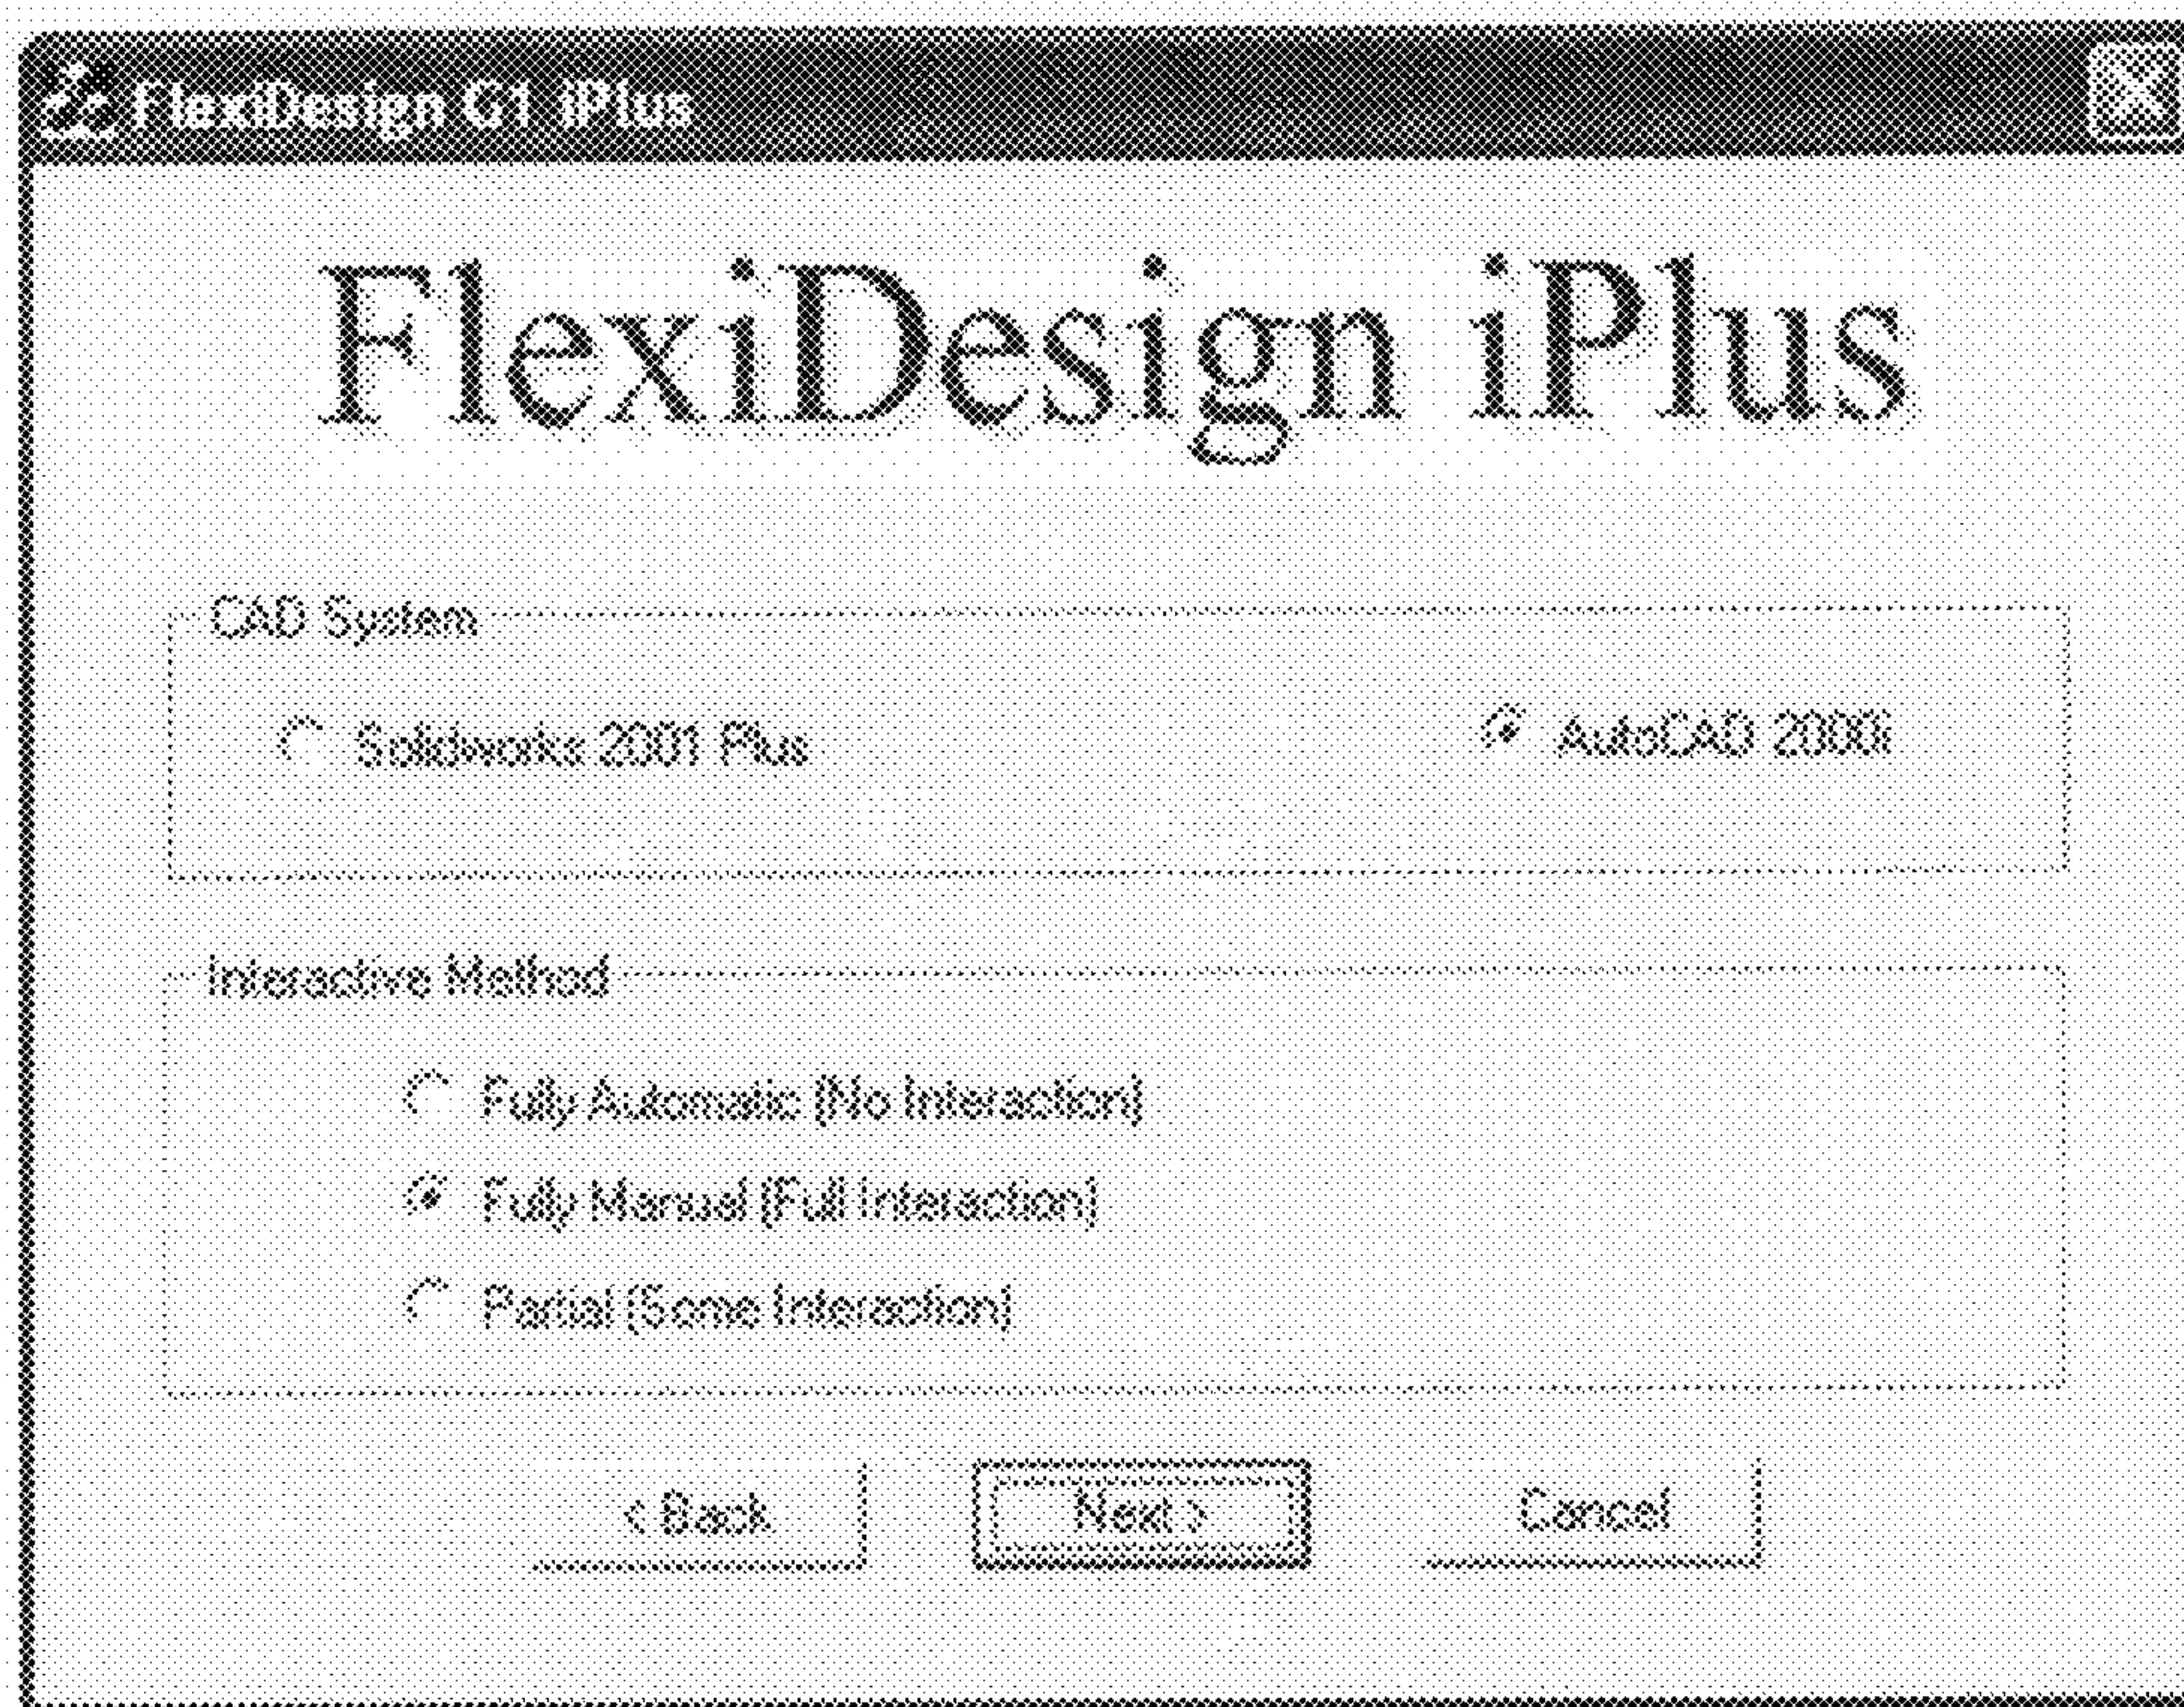 FlexiDesign G1 iPlus
FlexiDesign iPlus
CAD System
Solidworks 2001 Plus AutoCAD 2000i
Interactive Method
Fully Automatic (No Interaction)
Fully Manual (Full Interaction)
Partial (Some Interaction)
< Back Next > Cancel